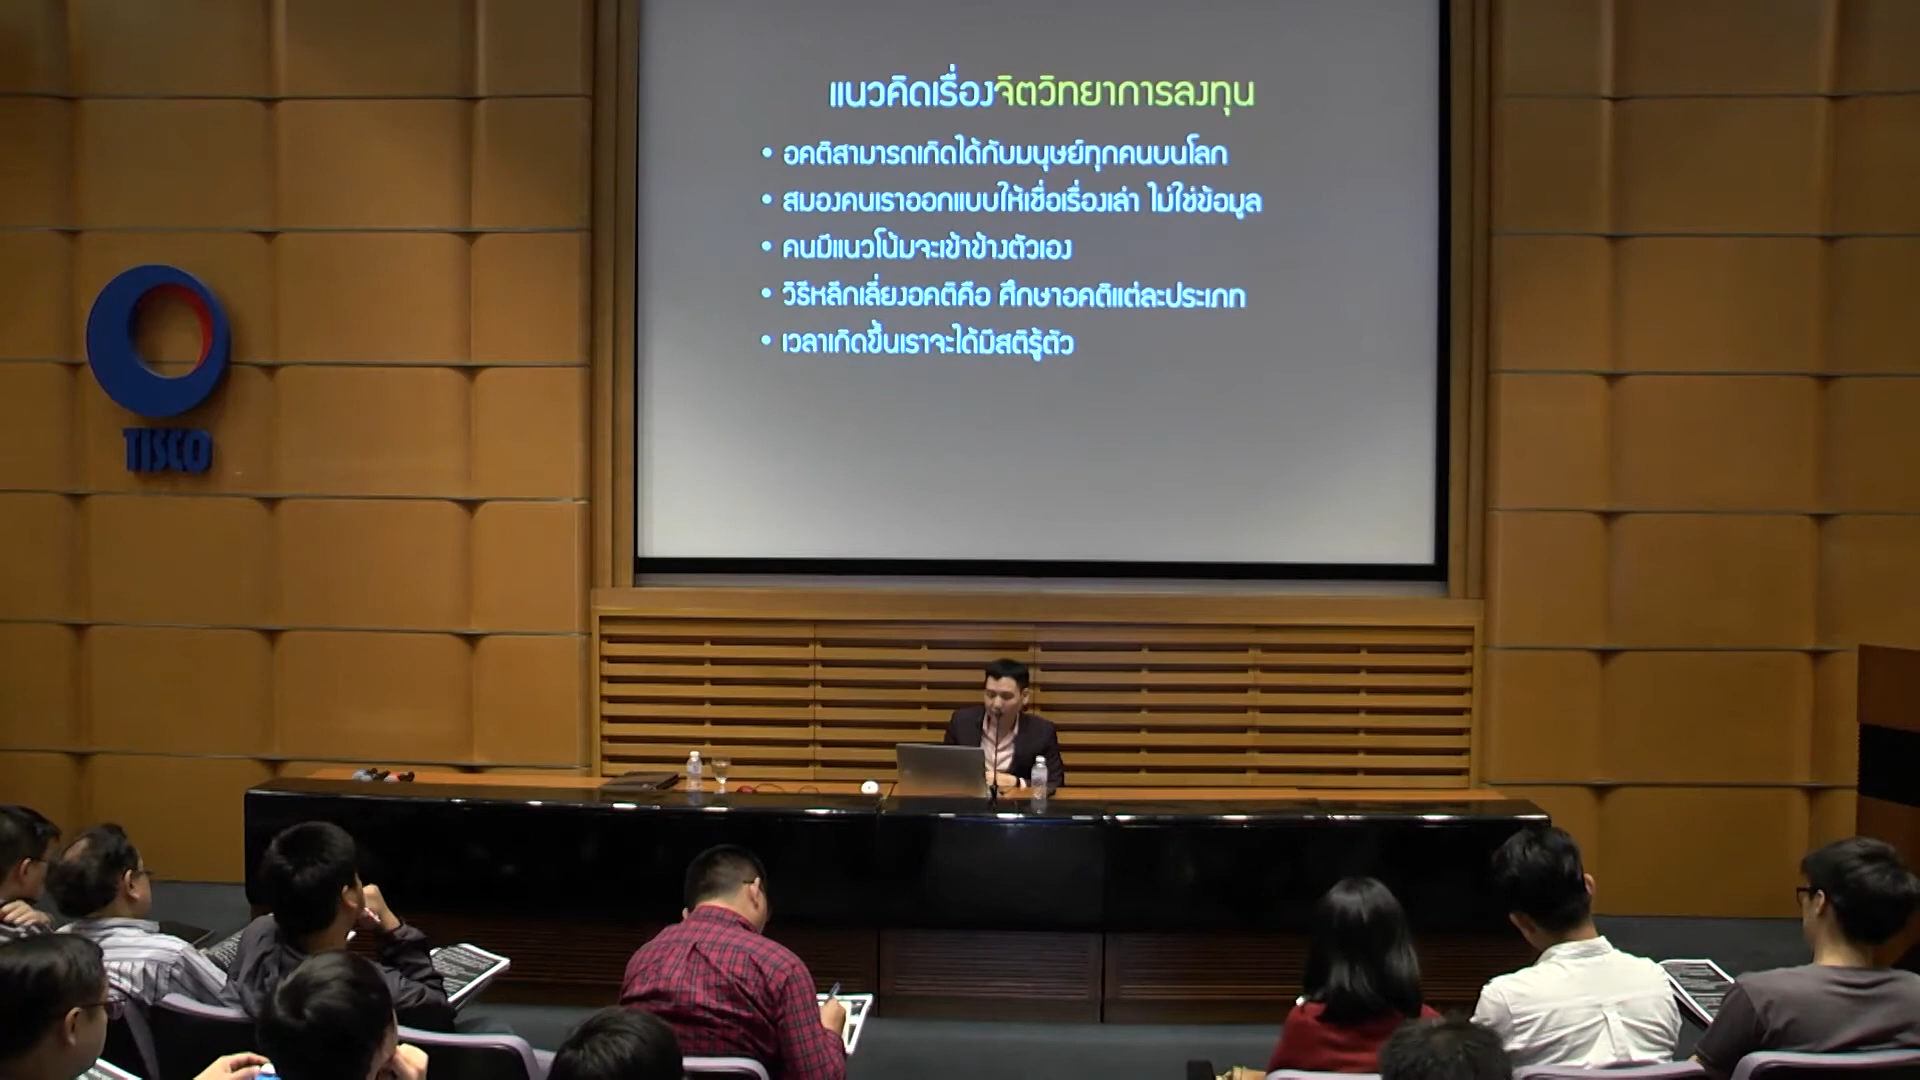 แนวคิดเรื่องจิตวิทยาการลงทุน
• อคติสามารถเกิดได้กับมนุษย์ทุกคนบนโลก
• สมองคนเราออกแบบให้เชื่อเรื่องเล่า ไม่ใช่ข้อมูล
• คนมีแนวโน้มจะเข้าข้างตัวเอง
• วิธีหลีกเลี่ยงอคติคือ ศึกษาอคติแต่ละประเภท
• เวลาเกิดขึ้นเราจะได้มีสติรู้ตัว
TISCO